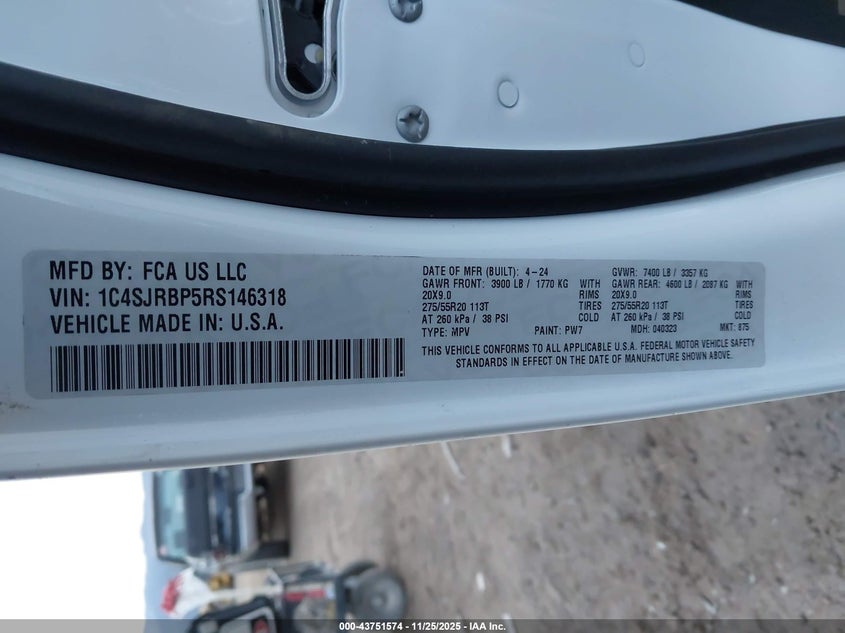 MFD BY: FCA US LLC
VIN: 1C4SJRBP5RS146318
VEHICLE MADE IN: U.S.A.
DATE OF MFR (BUILT): 4-24
GAWR FRONT: 3900 LB / 1770 KG WITH
20X9.0 RIMS
275/55R20 113T TIRES
AT 260 kPa / 38 PSI COLD
TYPE: MPV PAINT: PW7
GVWR: 7400 LB / 3357 KG
GAWR REAR: 4600 LB / 2087 KG WITH
20X9.0 RIMS
275/55R20 113T TIRES
AT 260 kPa / 38 PSI COLD
MDH: 040323 MKT: 875
THIS VEHICLE CONFORMS TO ALL APPLICABLE U.S.A. FEDERAL MOTOR VEHICLE SAFETY
STANDARDS IN EFFECT ON THE DATE OF MANUFACTURE SHOWN ABOVE.
000-43751574 | 11/25/2025 | IAA Inc.